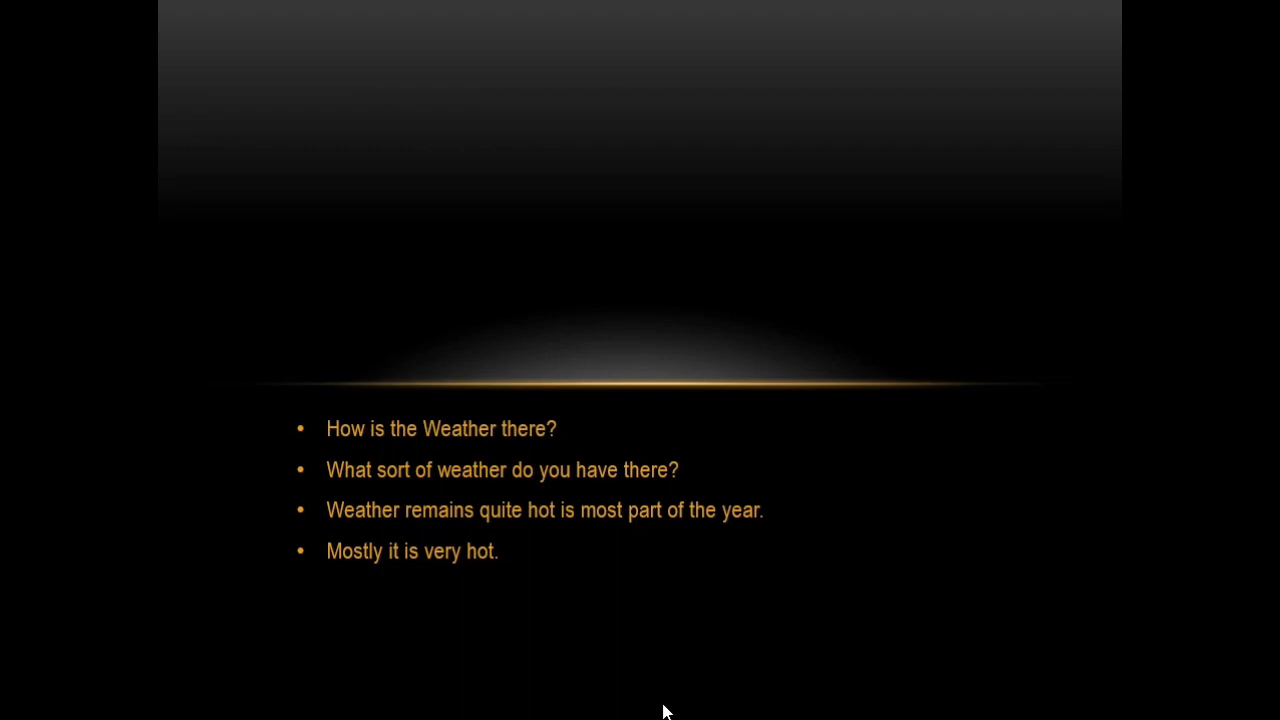 • How is the Weather there?
• What sort of weather do you have there?
• Weather remains quite hot is most part of the year.
• Mostly it is very hot.